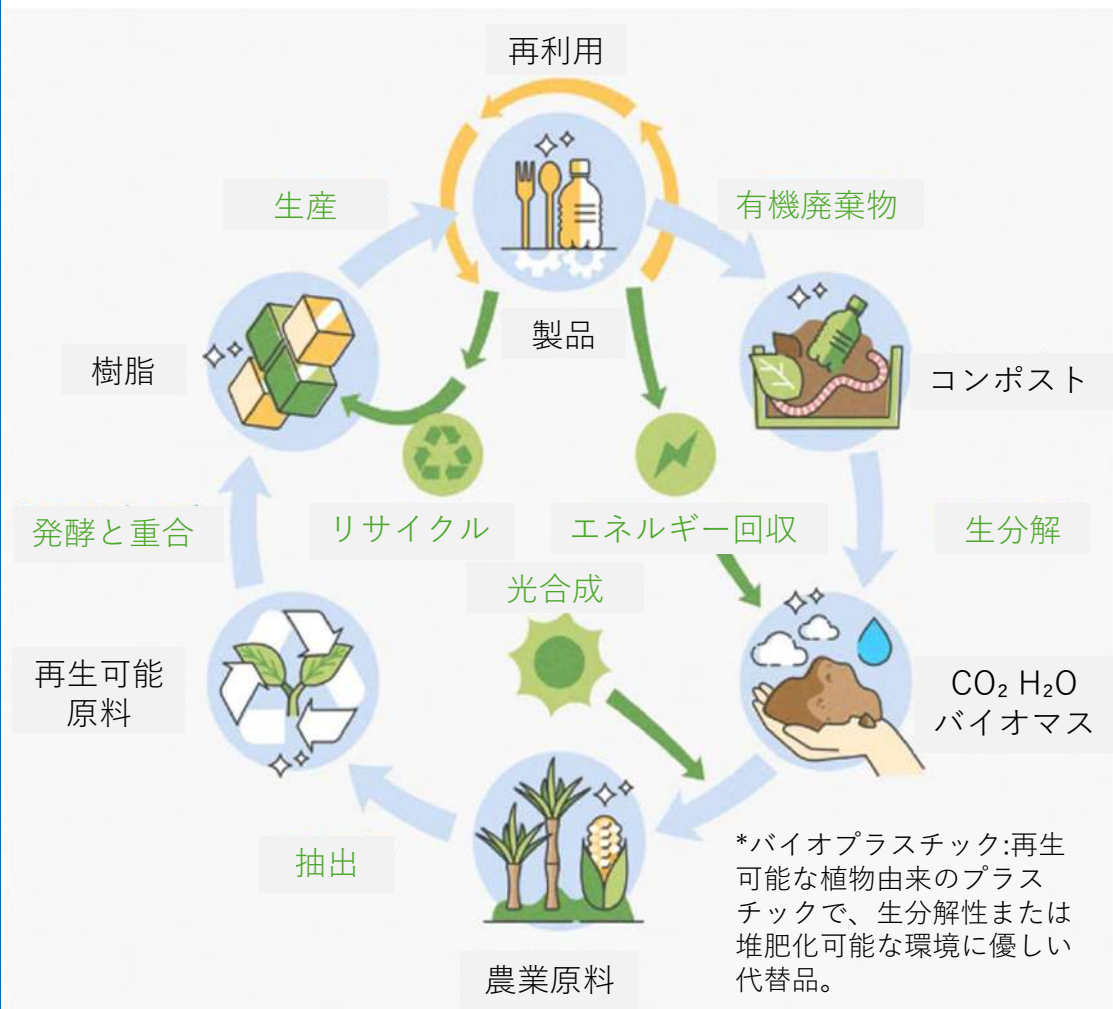 再利用
生産
有機廃棄物
製品
樹脂
コンポスト
発酵と重合
リサイクル
エネルギー回収
生分解
光合成
再生可能
原料
CO₂ H₂O
バイオマス
抽出
農業原料
*バイオプラスチック:再生
可能な植物由来のプラス
チックで、生分解性または
堆肥化可能な環境に優しい
代替品。